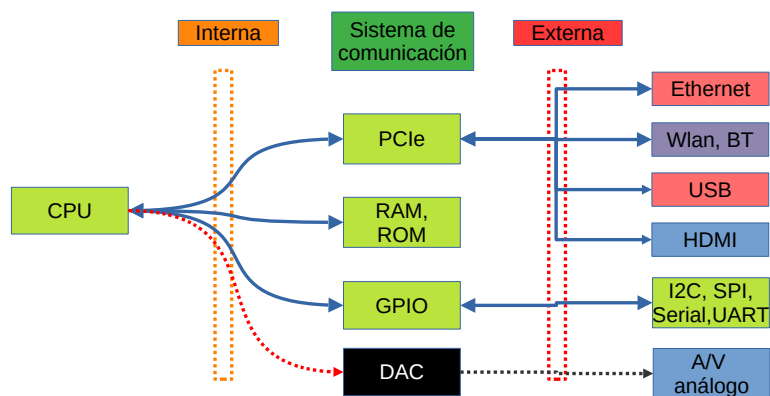 Interna
Sistema de
comunicación
Externa
Ethernet
PCIe
Wlan, BT
CPU
USB
RAM,
ROM
HDMI
GPIO
I2C, SPI,
Serial,UART
DAC
A/V
análogo